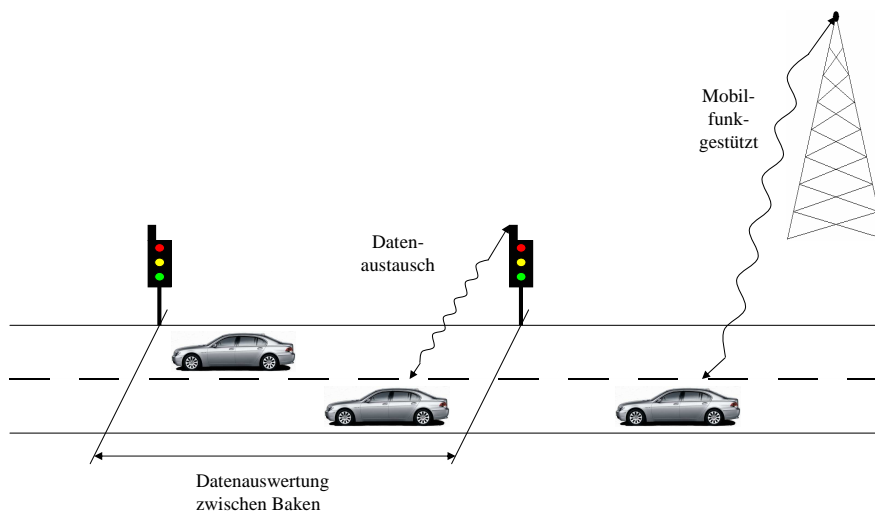 Mobil-
funk-
gestützt
Daten-
austausch
Datenauswertung
zwischen Baken